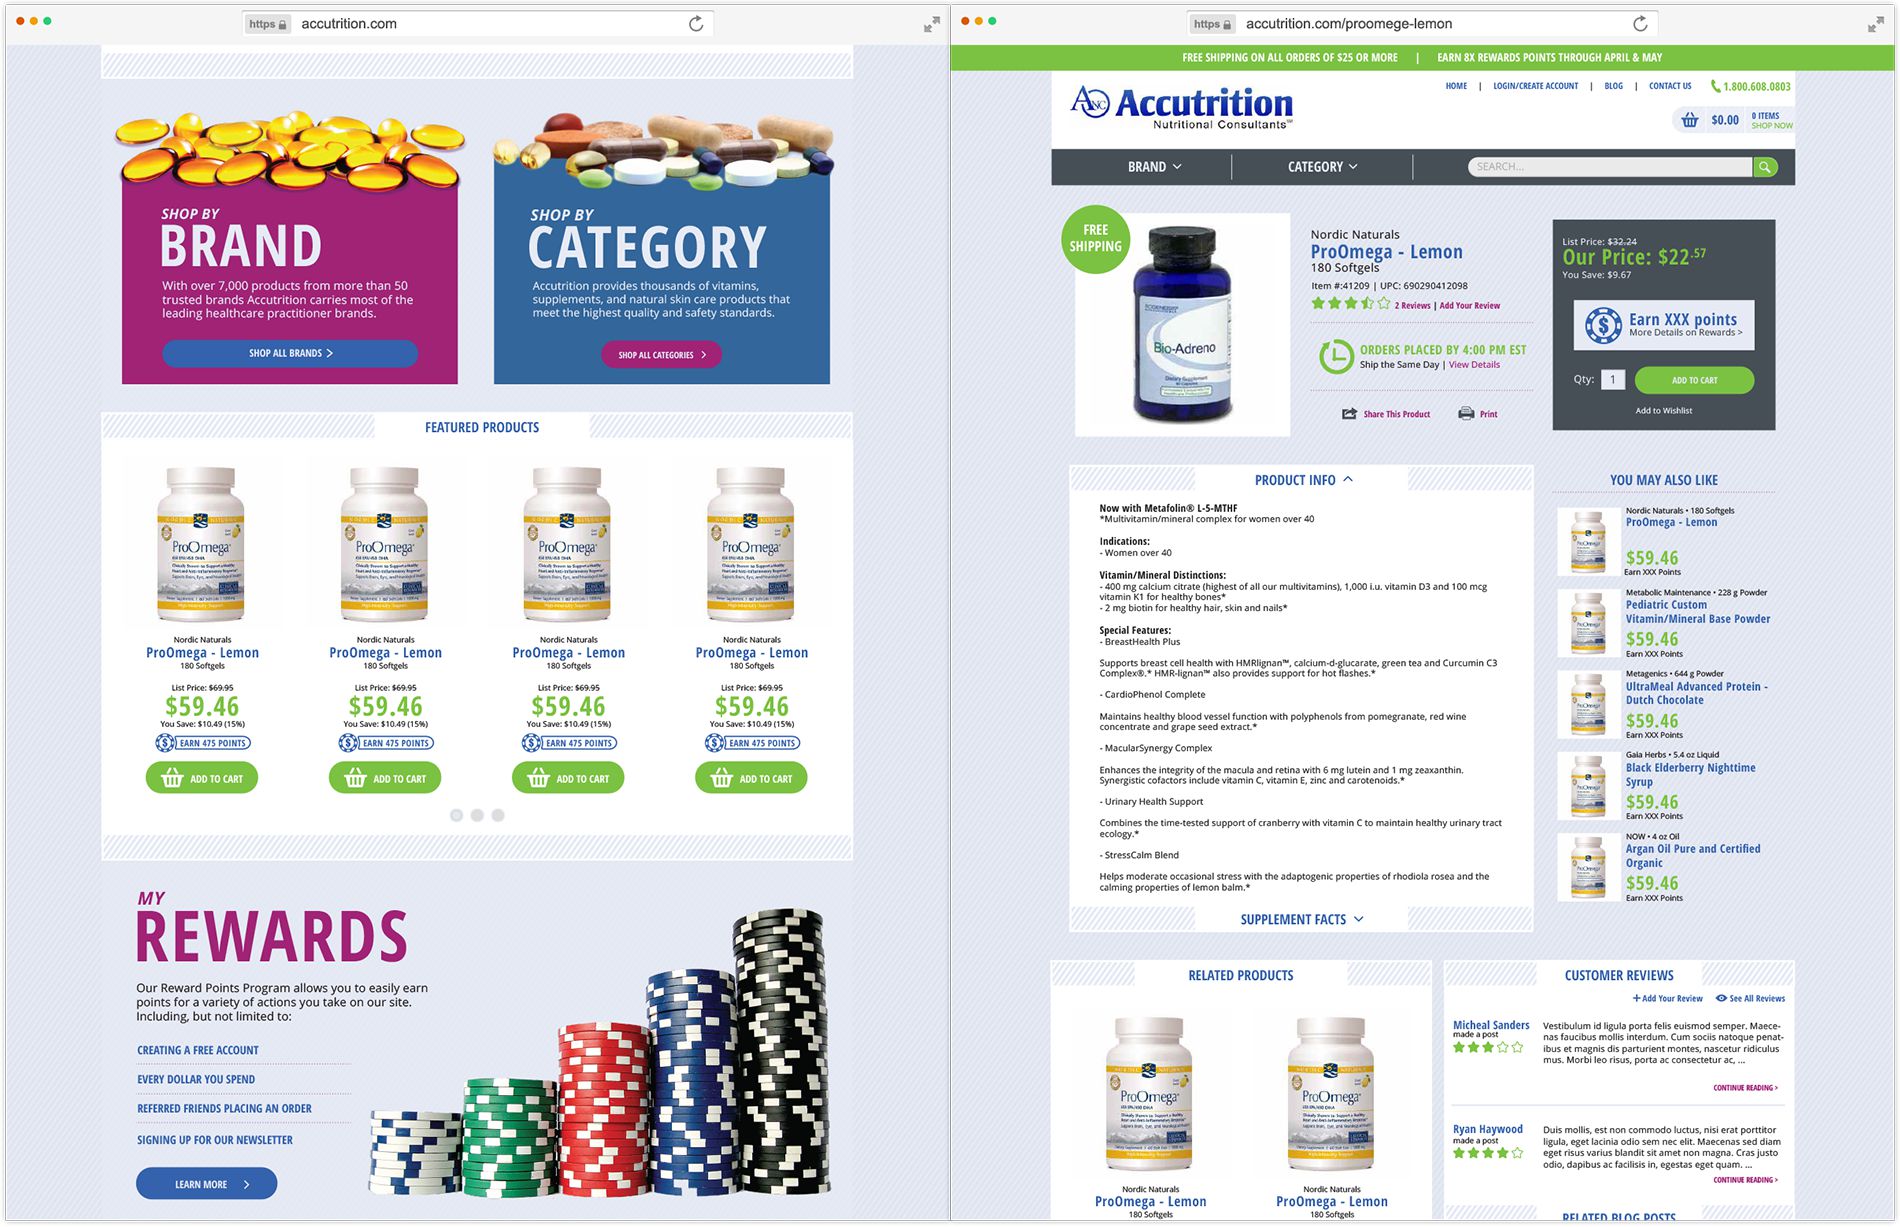 https accutrition.com
SHOP BY
BRAND
With over 7,000 products from more than 50
trusted brands Accutrition carries most of the
leading healthcare practitioner brands.
SHOP ALL BRANDS >
SHOP BY
CATEGORY
Accutrition provides thousands of vitamins,
supplements, and natural skin care products that
meet the highest quality and safety standards.
SHOP ALL CATEGORIES >
FEATURED PRODUCTS
NORDIC NATURALS NORDIC NATURALS NORDIC NATURALS NORDIC NATURALS
ProOmega ProOmega ProOmega ProOmega
Nordic Naturals Nordic Naturals Nordic Naturals Nordic Naturals
ProOmega - Lemon ProOmega - Lemon ProOmega - Lemon ProOmega - Lemon
180 Softgels 180 Softgels 180 Softgels 180 Softgels
List Price: $69.95 List Price: $69.95 List Price: $69.95 List Price: $69.95
$59.46 $59.46 $59.46 $59.46
You Save: $10.49 (15%) You Save: $10.49 (15%) You Save: $10.49 (15%) You Save: $10.49 (15%)
EARN 475 POINTS EARN 475 POINTS EARN 475 POINTS EARN 475 POINTS
ADD TO CART ADD TO CART ADD TO CART ADD TO CART
MY
REWARDS
Our Reward Points Program allows you to easily earn
points for a variety of actions you take on our site.
Including, but not limited to:
CREATING A FREE ACCOUNT
EVERY DOLLAR YOU SPEND
REFERRED FRIENDS PLACING AN ORDER
SIGNING UP FOR OUR NEWSLETTER
LEARN MORE >
https accutrition.com/proomege-lemon
FREE SHIPPING ON ALL ORDERS OF $25 OR MORE | EARN 8X REWARDS POINTS THROUGH APRIL & MAY
HOME | LOGIN/CREATE ACCOUNT | BLOG | CONTACT US 1.800.608.0803
ANC Accutrition
Nutritional Consultants℠
$0.00 0 ITEMS
SHOP NOW
BRAND CATEGORY SEARCH...
FREE
SHIPPING
Bio-Adreno
Dietary Supplement
Nordic Naturals
ProOmega - Lemon
180 Softgels
Item #:41209 | UPC: 690290412098
2 Reviews | Add Your Review
ORDERS PLACED BY 4:00 PM EST
Ship the Same Day | View Details
Share This Product Print
List Price: $32.24
Our Price: $22.57
You Save: $9.67
$ Earn XXX points
More Details on Rewards >
Qty: 1 ADD TO CART
Add to Wishlist
PRODUCT INFO
Now with Metafolin® L-5-MTHF
*Multivitamin/mineral complex for women over 40
Indications:
- Women over 40
Vitamin/Mineral Distinctions:
- 400 mg calcium citrate (highest of all our multivitamins), 1,000 i.u. vitamin D3 and 100 mcg
vitamin K1 for healthy bones*
- 2 mg biotin for healthy hair, skin and nails*
Special Features:
- BreastHealth Plus
Supports breast cell health with HMRlignan™, calcium-d-glucarate, green tea and Curcumin C3
Complex®.* HMR-lignan™ also provides support for hot flashes.*
- CardioPhenol Complete
Maintains healthy blood vessel function with polyphenols from pomegranate, red wine
concentrate and grape seed extract.*
- MacularSynergy Complex
Enhances the integrity of the macula and retina with 6 mg lutein and 1 mg zeaxanthin.
Synergistic cofactors include vitamin C, vitamin E, zinc and carotenoids.*
- Urinary Health Support
Combines the time-tested support of cranberry with vitamin C to maintain healthy urinary tract
ecology.*
- StressCalm Blend
Helps moderate occasional stress with the adaptogenic properties of rhodiola rosea and the
calming properties of lemon balm.*
SUPPLEMENT FACTS
YOU MAY ALSO LIKE
Nordic Naturals • 180 Softgels
ProOmega - Lemon
$59.46
Earn XXX Points
Metabolic Maintenance • 228 g Powder
Pediatric Custom
Vitamin/Mineral Base Powder
$59.46
Earn XXX Points
Metagenics • 644 g Powder
UltraMeal Advanced Protein -
Dutch Chocolate
$59.46
Earn XXX Points
Gaia Herbs • 5.4 oz Liquid
Black Elderberry Nighttime
Syrup
$59.46
Earn XXX Points
NOW • 4 oz Oil
Argan Oil Pure and Certified
Organic
$59.46
Earn XXX Points
RELATED PRODUCTS
NORDIC NATURALS NORDIC NATURALS
ProOmega ProOmega
Nordic Naturals Nordic Naturals
ProOmega - Lemon ProOmega - Lemon
180 Softgels 180 Softgels
CUSTOMER REVIEWS
+ Add Your Review See All Reviews
Micheal Sanders
made a post
Vestibulum id ligula porta felis euismod semper. Maece-
nas faucibus mollis interdum. Cum sociis natoque penat-
ibus et magnis dis parturient montes, nascetur ridiculus
mus. Morbi leo risus, porta ac consectetur ac, ...
CONTINUE READING >
Ryan Haywood
made a post
Duis mollis, est non commodo luctus, nisi erat porttitor
ligula, eget lacinia odio sem nec elit. Maecenas sed diam
eget risus varius blandit sit amet non magna. Cras justo
odio, dapibus ac facilisis in, egestas eget quam. ...
CONTINUE READING >
RELATED BLOG POSTS